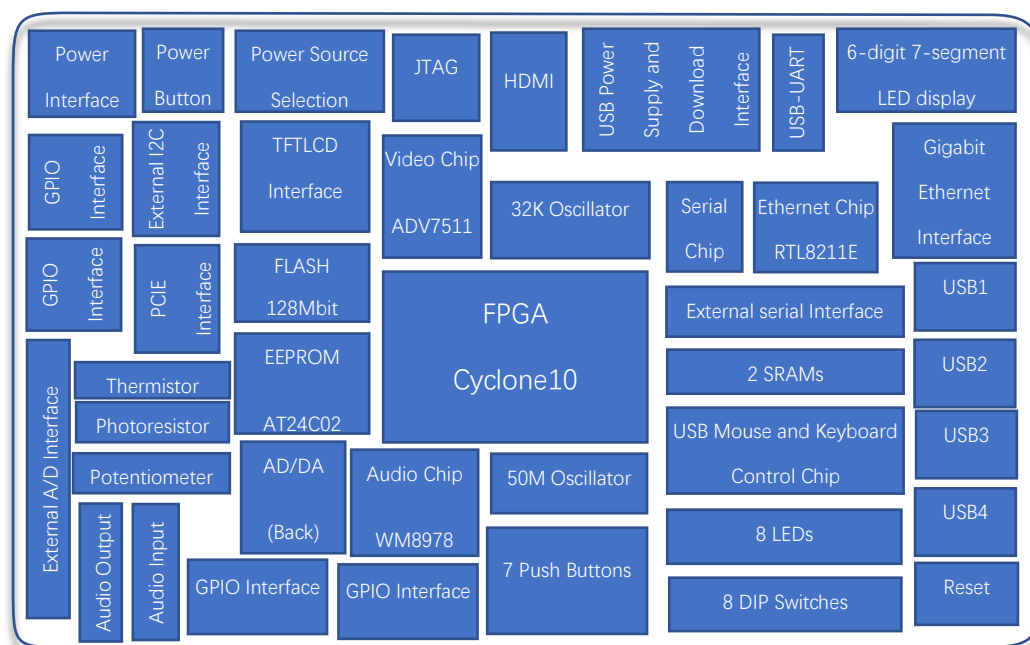 Power
Interface
Power
Button
Power Source
Selection
JTAG
HDMI
USB Power
Supply and
Download
Interface
USB-UART
6-digit 7-segment
LED display
GPIO
Interface
External I2C
Interface
TFTLCD
Interface
Video Chip
ADV7511
32K Oscillator
Serial
Chip
Ethernet Chip
RTL8211E
Gigabit
Ethernet
Interface
GPIO
Interface
PCIE
Interface
FLASH
128Mbit
FPGA
Cyclone10
External serial Interface
USB1
External A/D Interface
Thermistor
Photoresistor
Potentiometer
EEPROM
AT24C02
2 SRAMs
USB2
USB Mouse and Keyboard
Control Chip
USB3
AD/DA
(Back)
Audio Chip
WM8978
50M Oscillator
8 LEDs
USB4
Audio Output
Audio Input
GPIO Interface
GPIO Interface
7 Push Buttons
8 DIP Switches
Reset